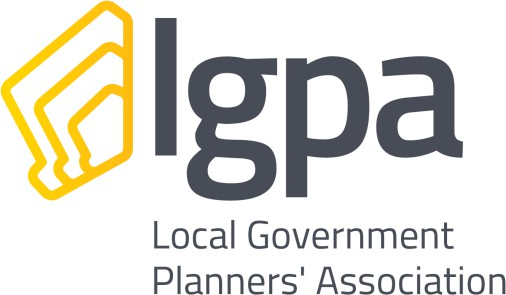 lgpa
Local Government
Planners' Association